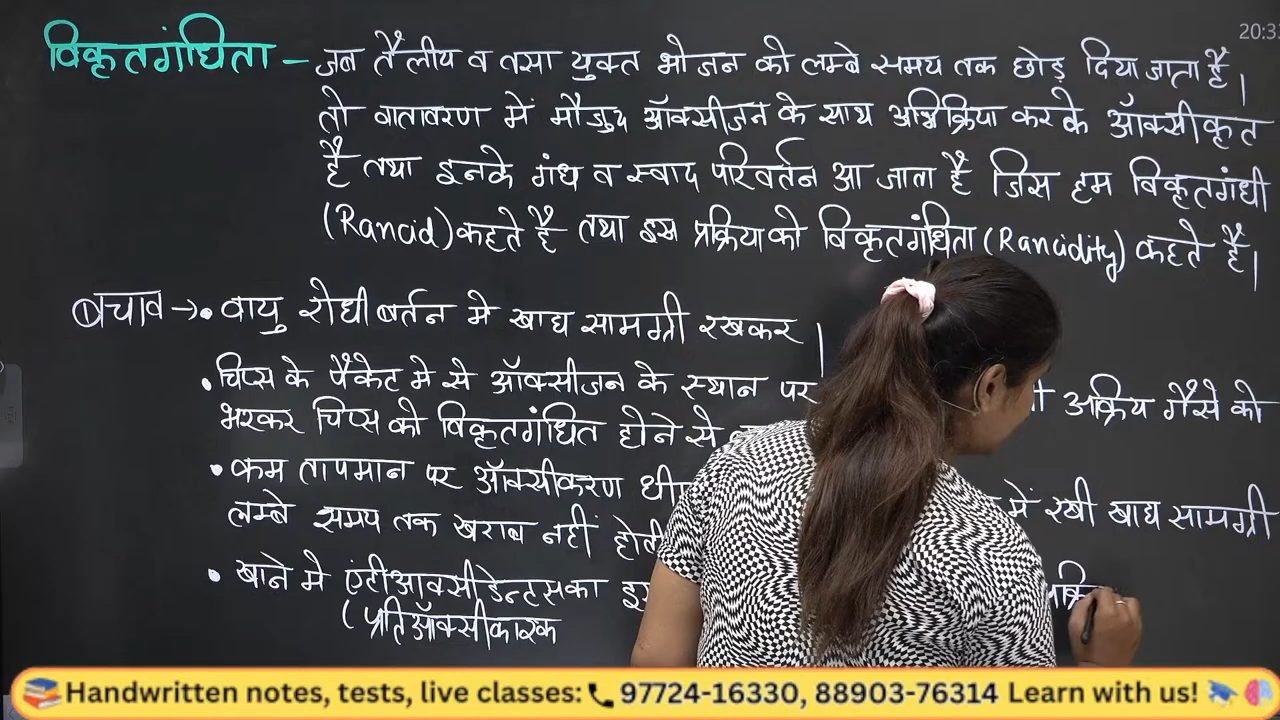 20:3
विकृतगंधिता – जब तैलीय व वसा युक्त भोजन को लम्बे समय तक छोड़ दिया जाता है।
तो वातावरण में मौजुद ऑक्सीजन के साथ अभिक्रिया करके ऑक्सीकृत
है तथा इनके गंध व स्वाद परिवर्तन आ जाता है जिस हम विकृतगंधी
(Rancid) कहते है तथा इस प्रक्रिया को विकृतगंधिता (Rancidity) कहते है।
बचाव → • वायु रोधी बर्तन मे खाद्य सामग्री रखकर।
• चिप्स के पैकेट मे से ऑक्सीजन के स्थान पर अक्रिय गैसे को
भरकर चिप्स को विकृतगंधित होने से
• कम तापमान पर ऑक्सीकरण में रखी खाद्य सामग्री
लम्बे समय तक खराब नहीं
• खाने मे एंटीआक्सीडेन्टसका
(प्रतिऑक्सीकारक
📚 Handwritten notes, tests, live classes: 📞 97724-16330, 88903-76314 Learn with us! 🎓 🧠